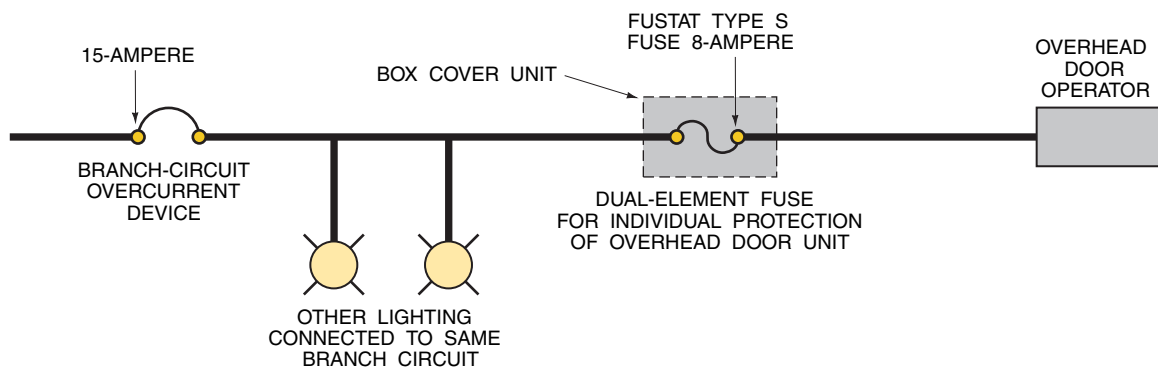 15-AMPERE
BRANCH-CIRCUIT
OVERCURRENT
DEVICE
OTHER LIGHTING
CONNECTED TO SAME
BRANCH CIRCUIT
BOX COVER UNIT
FUSTAT TYPE S
FUSE 8-AMPERE
DUAL-ELEMENT FUSE
FOR INDIVIDUAL PROTECTION
OF OVERHEAD DOOR UNIT
OVERHEAD
DOOR
OPERATOR